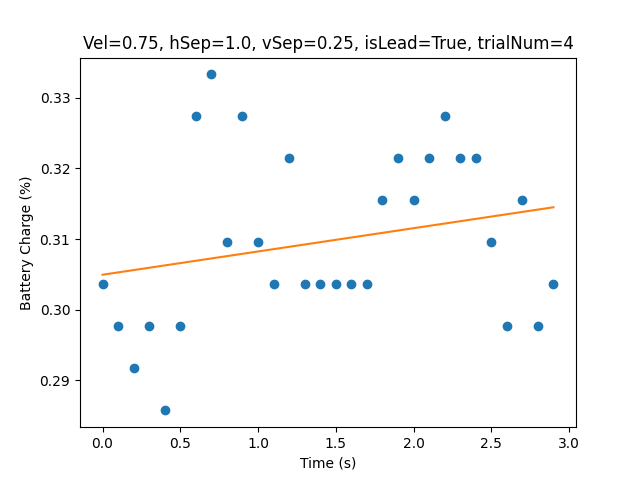 Vel=0.75, hSep=1.0, vSep=0.25, isLead=True, trialNum=4
0.33
0.32
0.31
0.30
0.29
Battery Charge (%)
0.0 0.5 1.0 1.5 2.0 2.5 3.0
Time (s)